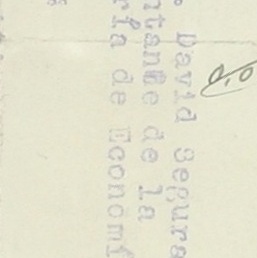 . David Segura
ntante de la
ría de Economí